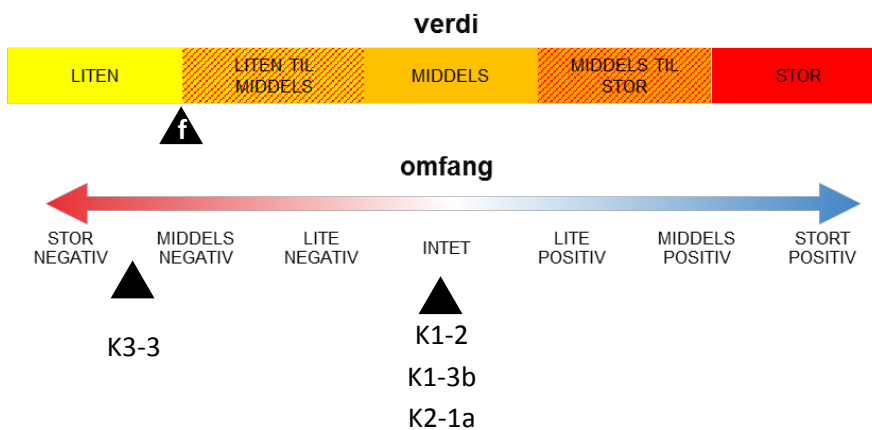 verdi
LITEN
LITEN TIL
MIDDELS
MIDDELS
MIDDELS TIL
STOR
STOR
f
omfang
STOR
NEGATIV
MIDDELS
NEGATIV
LITE
NEGATIV
INTET
LITE
POSITIV
MIDDELS
POSITIV
STORT
POSITIV
K3-3
K1-2
K1-3b
K2-1a